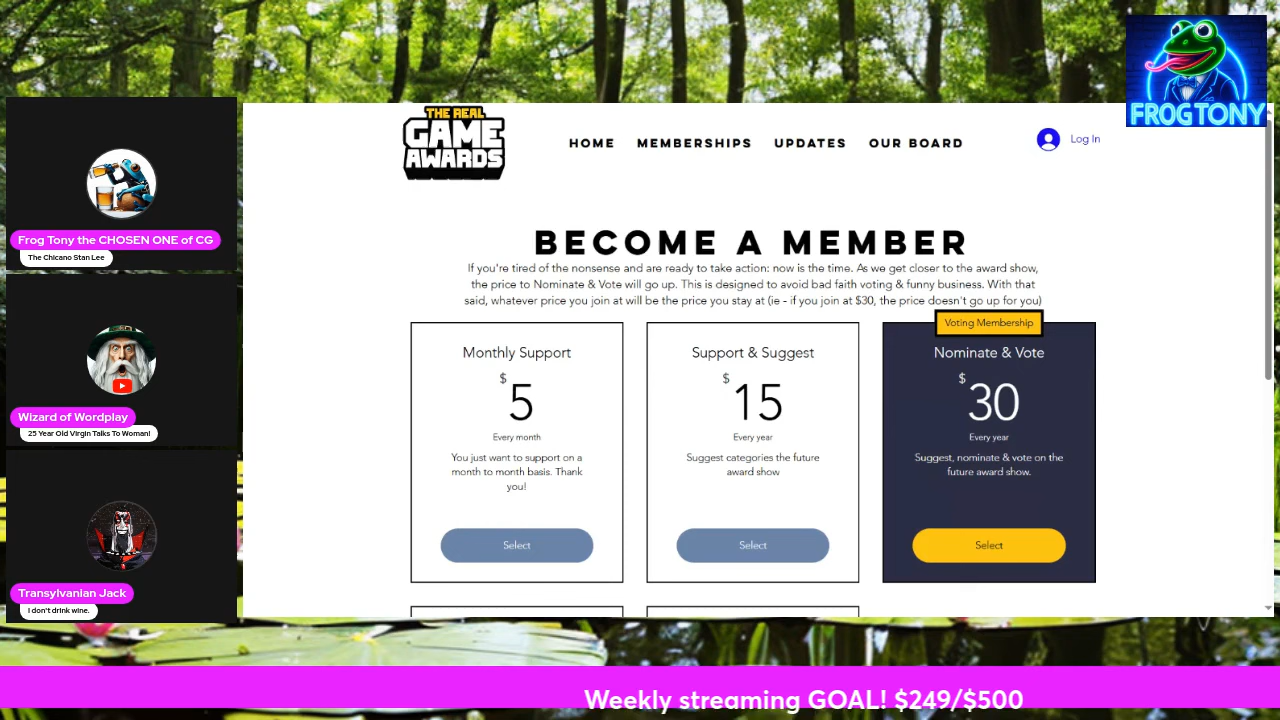 FROGTONY
THE REAL
GAME
AWARDS
HOME
MEMBERSHIPS
UPDATES
OUR BOARD
Log In
BECOME A MEMBER
If you're tired of the nonsense and are ready to take action: now is the time. As we get closer to the award show,
the price to Nominate & Vote will go up. This is designed to avoid bad faith voting & funny business. With that
said, whatever price you join at will be the price you stay at (ie - if you join at $30, the price doesn't go up for you)
Monthly Support
$
5
Every month
You just want to support on a
month to month basis. Thank
you!
Select
Support & Suggest
$
15
Every year
Suggest categories the future
award show
Select
Voting Membership
Nominate & Vote
$
30
Every year
Suggest, nominate & vote on the
future award show.
Select
Frog Tony the CHOSEN ONE of CG
The Chicano Stan Lee
Wizard of Wordplay
25 Year Old Virgin Talks To Woman!
Transylvanian Jack
I don't drink wine.
Weekly streaming GOAL! $249/$500